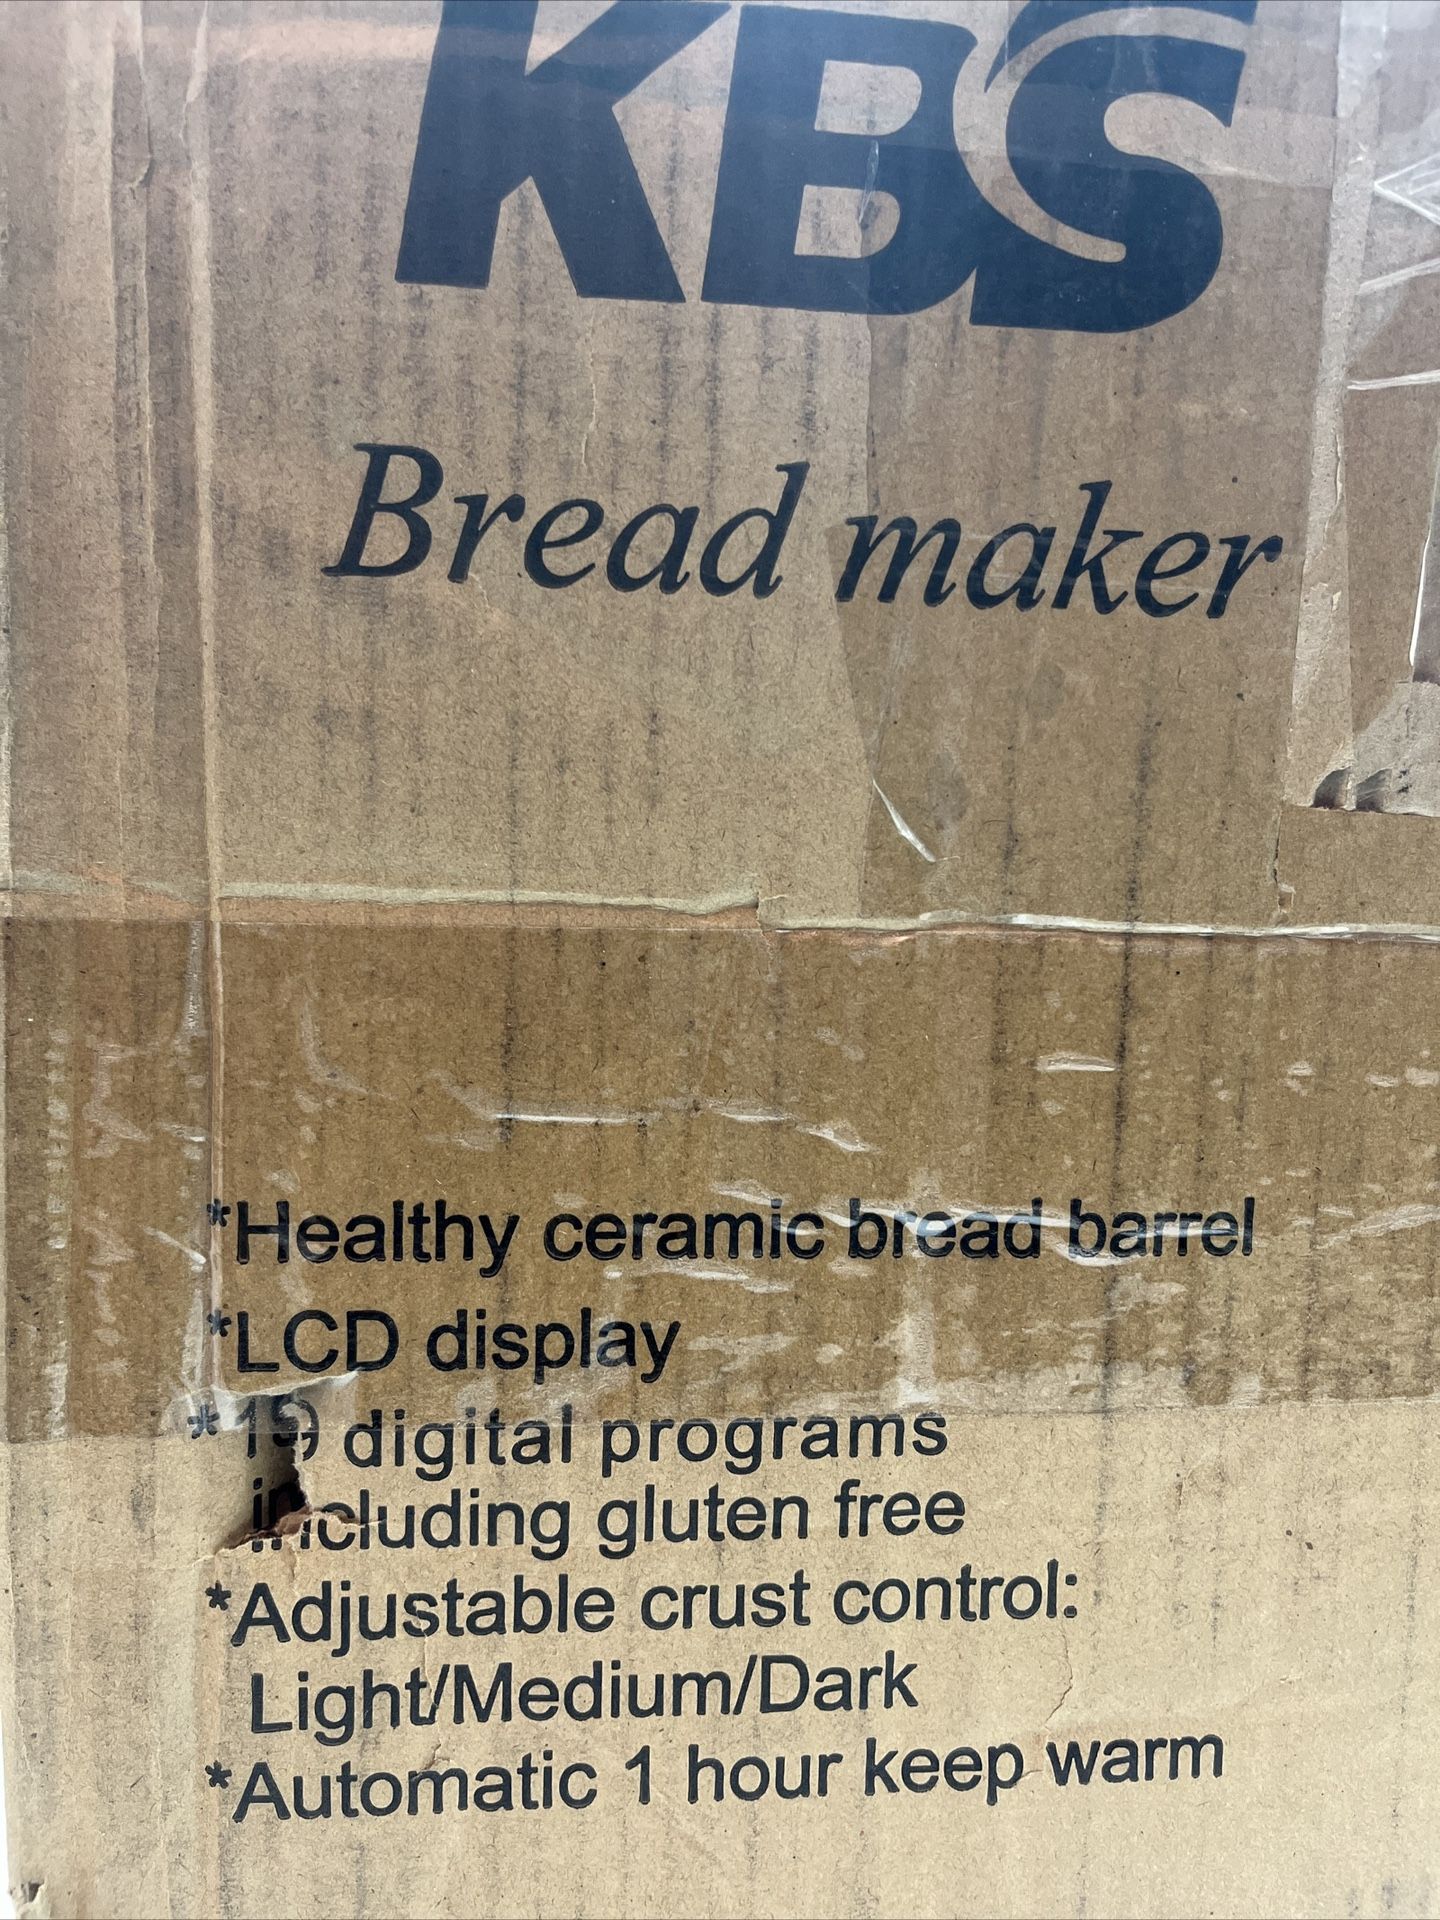 KBS
Bread maker
*Healthy ceramic bread barrel
*LCD display
*19 digital programs
including gluten free
*Adjustable crust control:
Light/Medium/Dark
*Automatic 1 hour keep warm